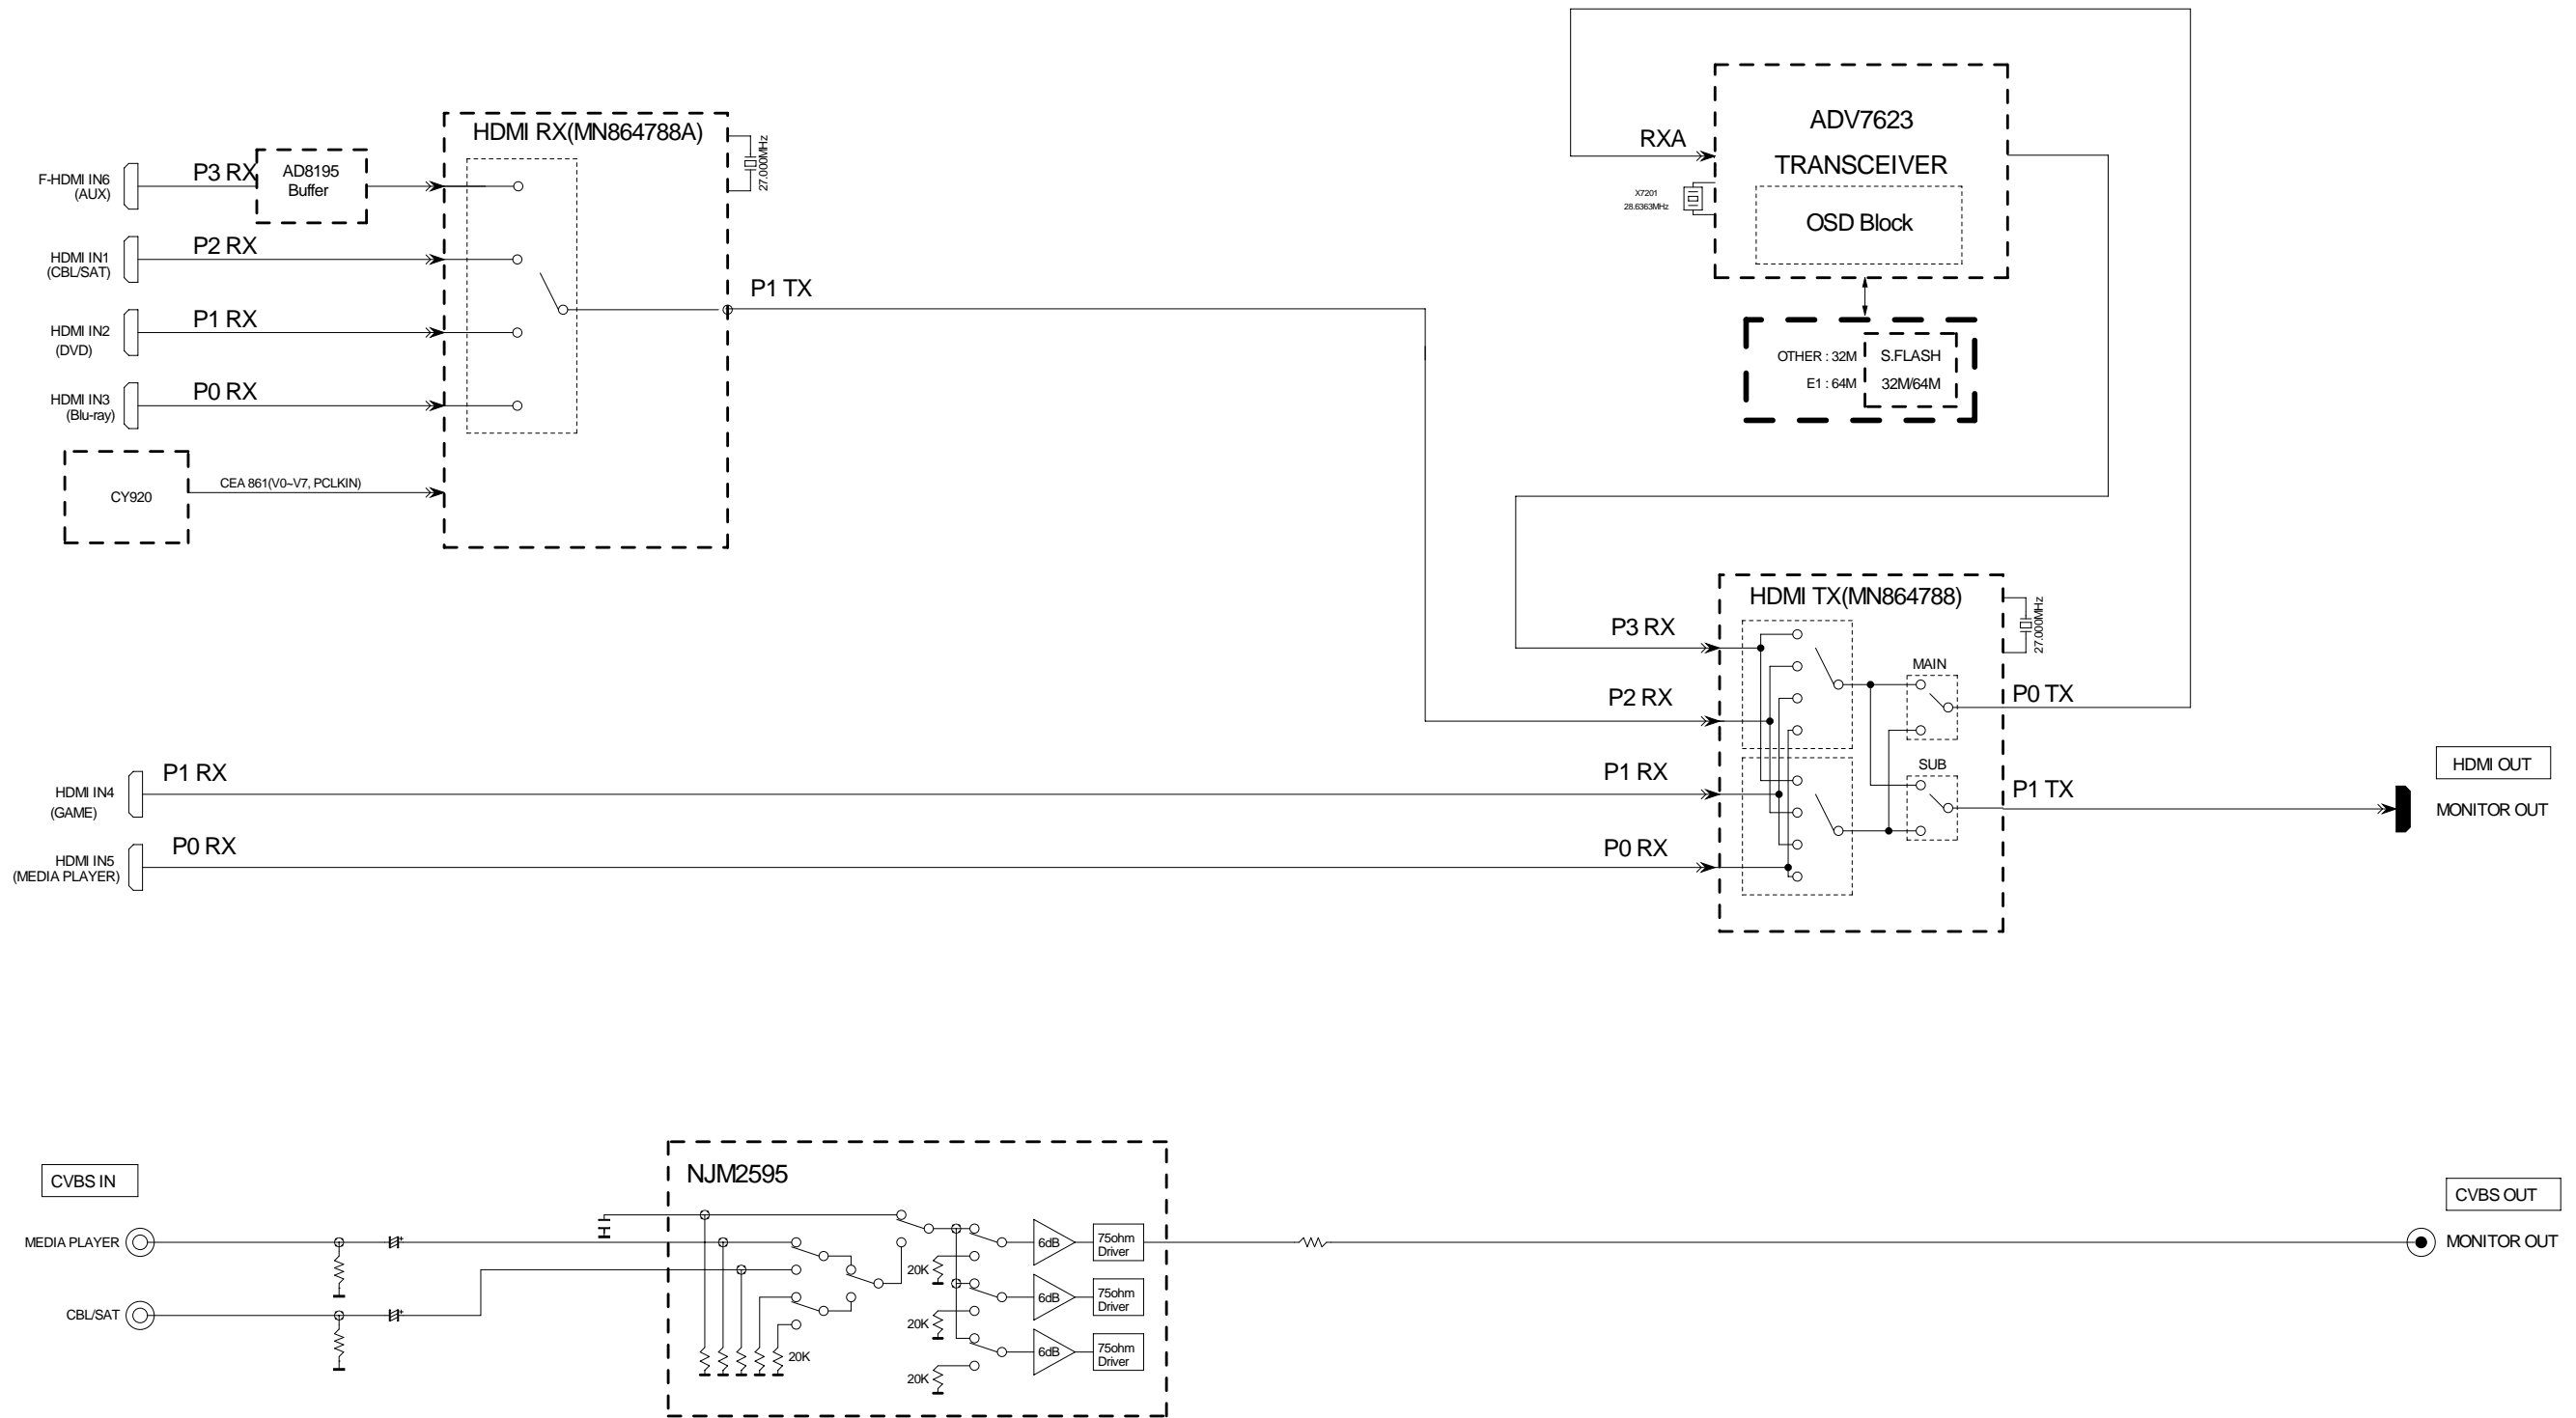 HDMI RX(MN864788A)
27.000MHz
F-HDMI IN6
(AUX)
P3 RX
AD8195
Buffer
HDMI IN1
(CBL/SAT)
P2 RX
HDMI IN2
(DVD)
P1 RX
HDMI IN3
(Blu-ray)
P0 RX
CY920
CEA 861(V0~V7, PCLKIN)
P1 TX
RXA
X7201
28.6363MHz
ADV7623
TRANSCEIVER
OSD Block
OTHER : 32M
E1 : 64M
S.FLASH
32M/64M
HDMI TX(MN864788)
27.000MHz
P3 RX
P2 RX
P1 RX
P0 RX
MAIN
SUB
P0 TX
P1 TX
HDMI OUT
MONITOR OUT
HDMI IN4
(GAME)
P1 RX
HDMI IN5
(MEDIA PLAYER)
P0 RX
CVBS IN
MEDIA PLAYER
CBL/SAT
NJM2595
20K
20K
20K
20K
6dB
75ohm
Driver
6dB
75ohm
Driver
6dB
75ohm
Driver
CVBS OUT
MONITOR OUT